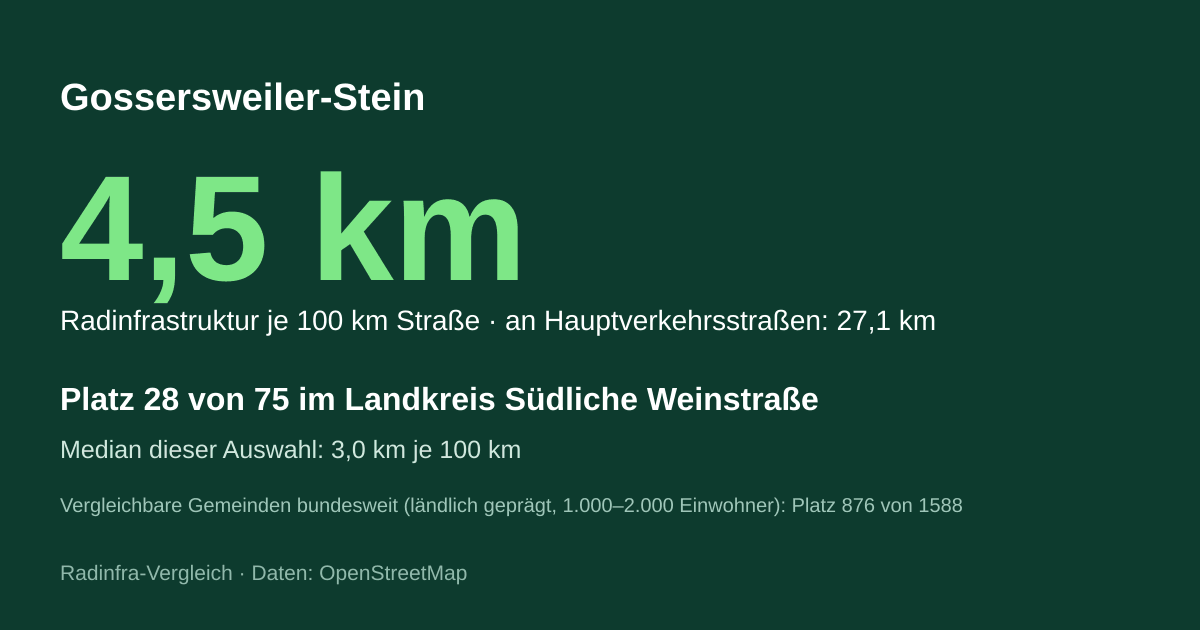 Gossersweiler-Stein
4,5 km
Radinfrastruktur je 100 km Straße · an Hauptverkehrsstraßen: 27,1 km
Platz 28 von 75 im Landkreis Südliche Weinstraße
Median dieser Auswahl: 3,0 km je 100 km
Vergleichbare Gemeinden bundesweit (ländlich geprägt, 1.000–2.000 Einwohner): Platz 876 von 1588
Radinfra-Vergleich · Daten: OpenStreetMap